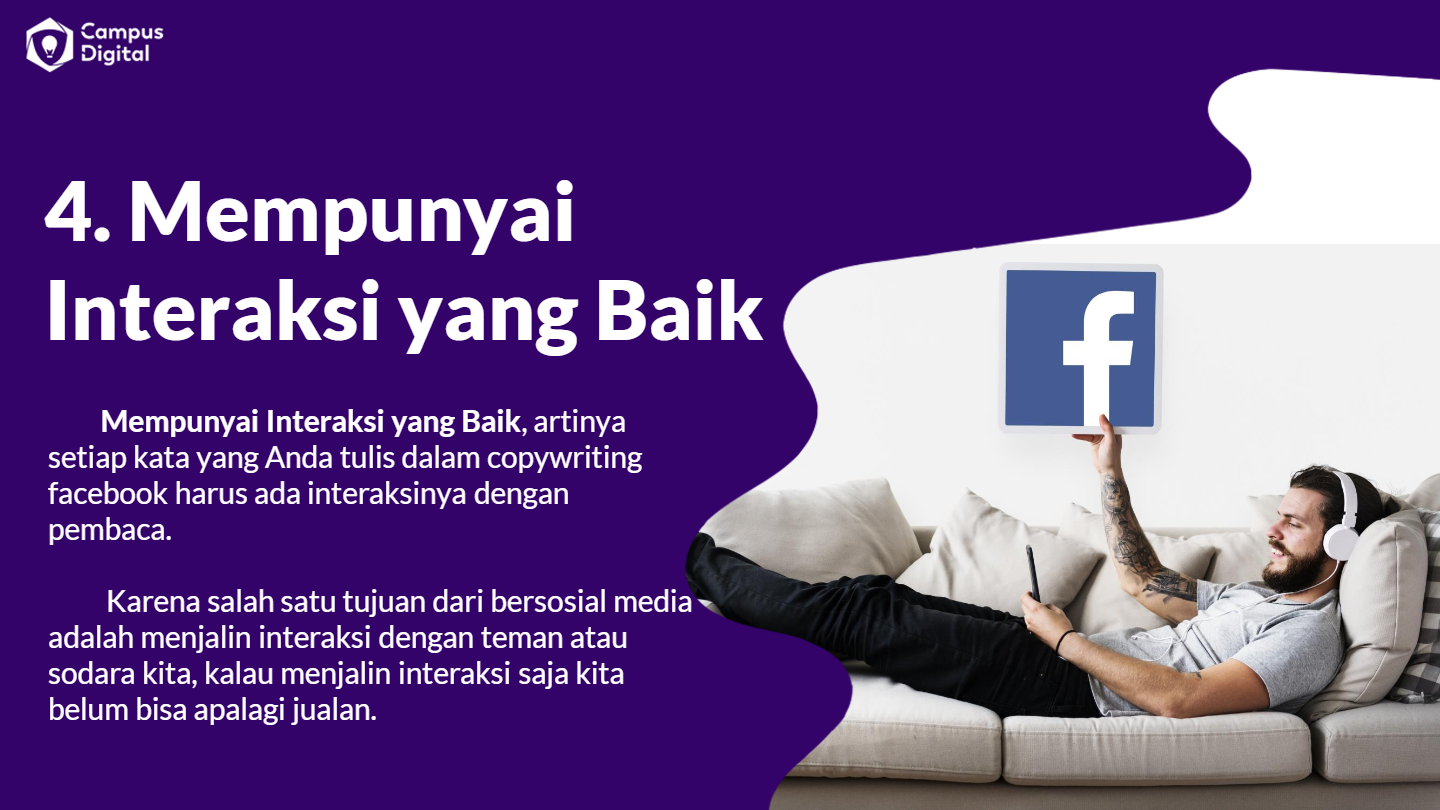 Campus
Digital
4. Mempunyai
Interaksi yang Baik
Mempunyai Interaksi yang Baik, artinya
setiap kata yang Anda tulis dalam copywriting
facebook harus ada interaksinya dengan
pembaca.
Karena salah satu tujuan dari bersosial media
adalah menjalin interaksi dengan teman atau
sodara kita, kalau menjalin interaksi saja kita
belum bisa apalagi jualan.
f